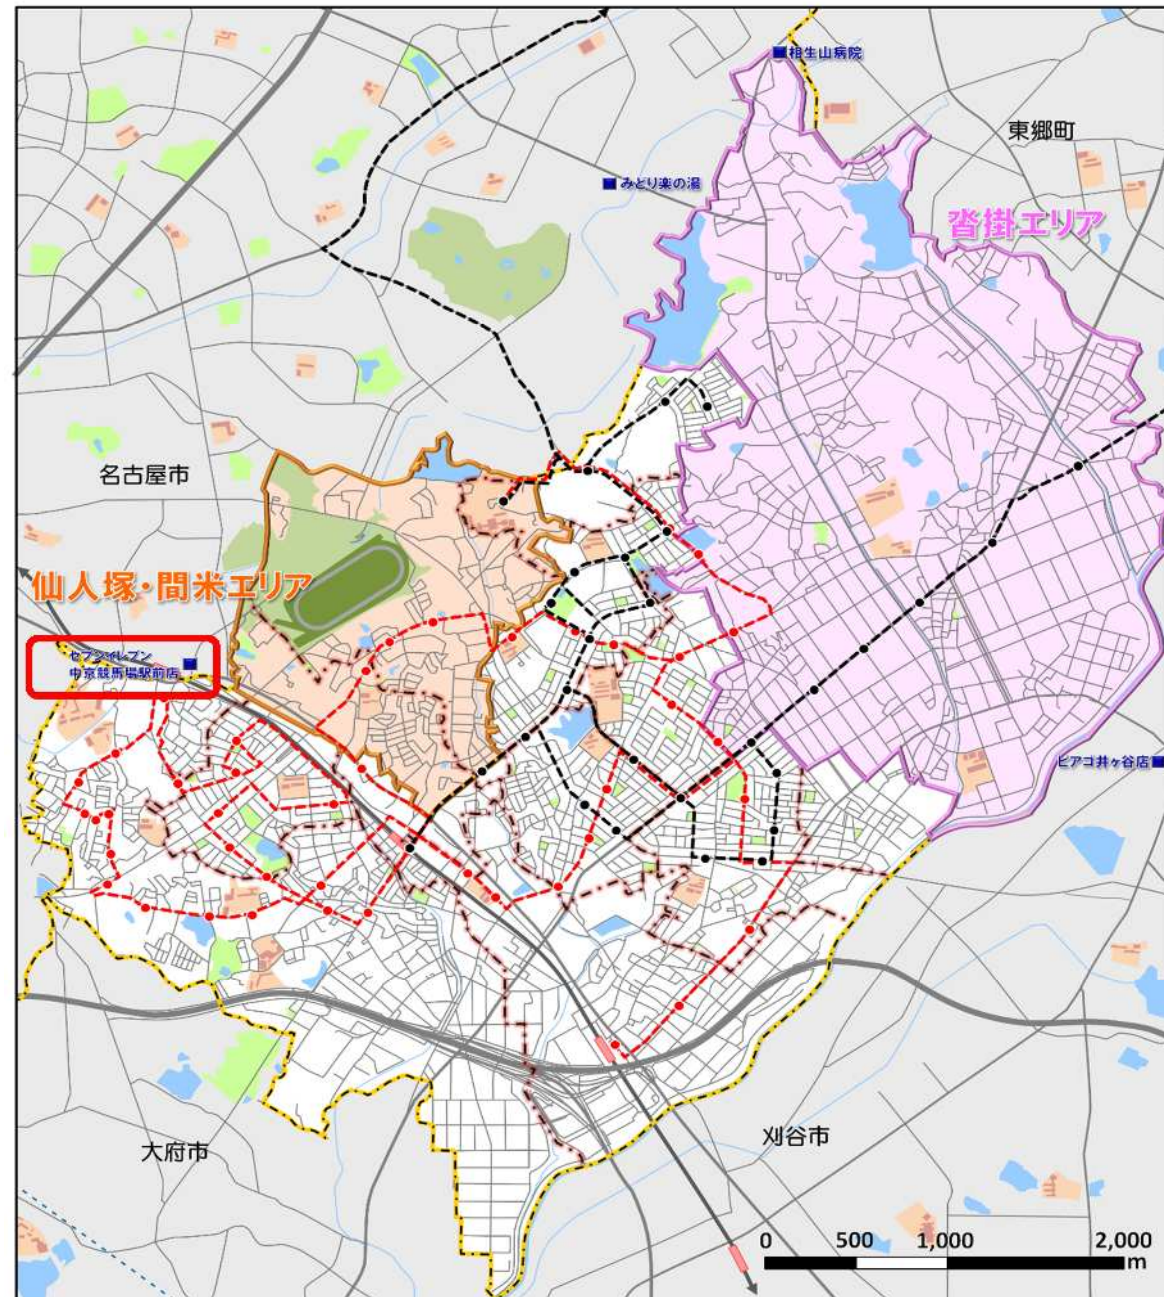 相生山病院
東郷町
みどり楽の湯
沓掛エリア
名古屋市
仙人塚・間米エリア
セブンイレブン
中京競馬場駅前店
ピアゴ井ヶ谷店
大府市
刈谷市
0 500 1,000 2,000
m